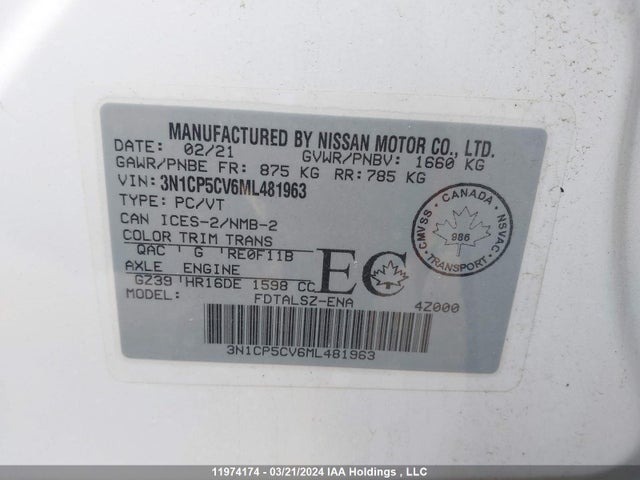 MANUFACTURED BY NISSAN MOTOR CO., LTD.
DATE: 02/21 GVWR/PNBV: 1660 KG
GAWR/PNBE FR: 875 KG RR: 785 KG
VIN: 3N1CP5CV6ML481963
TYPE: PC/VT
CAN ICES-2/NMB-2
COLOR TRIM TRANS
QAC G RE0F11B
AXLE ENGINE
GZ39 HR16DE 1598 CC
EC
MODEL: FDTALSZ-ENA 4Z000
3N1CP5CV6ML481963
CANADA
CMVSS
NSVAC
986
TRANSPORT
11974174 - 03/21/2024 IAA Holdings , LLC